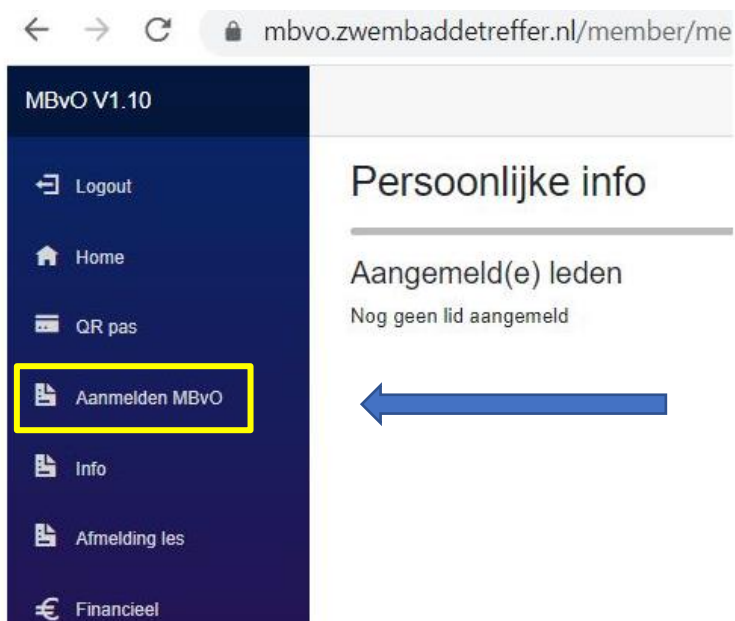 mbvo.zwembaddetreffer.nl/member/me
MBvO V1.10
Logout
Home
QR pas
Aanmelden MBvO
Info
Afmelding les
Financieel
Persoonlijke info
Aangemeld(e) leden
Nog geen lid aangemeld